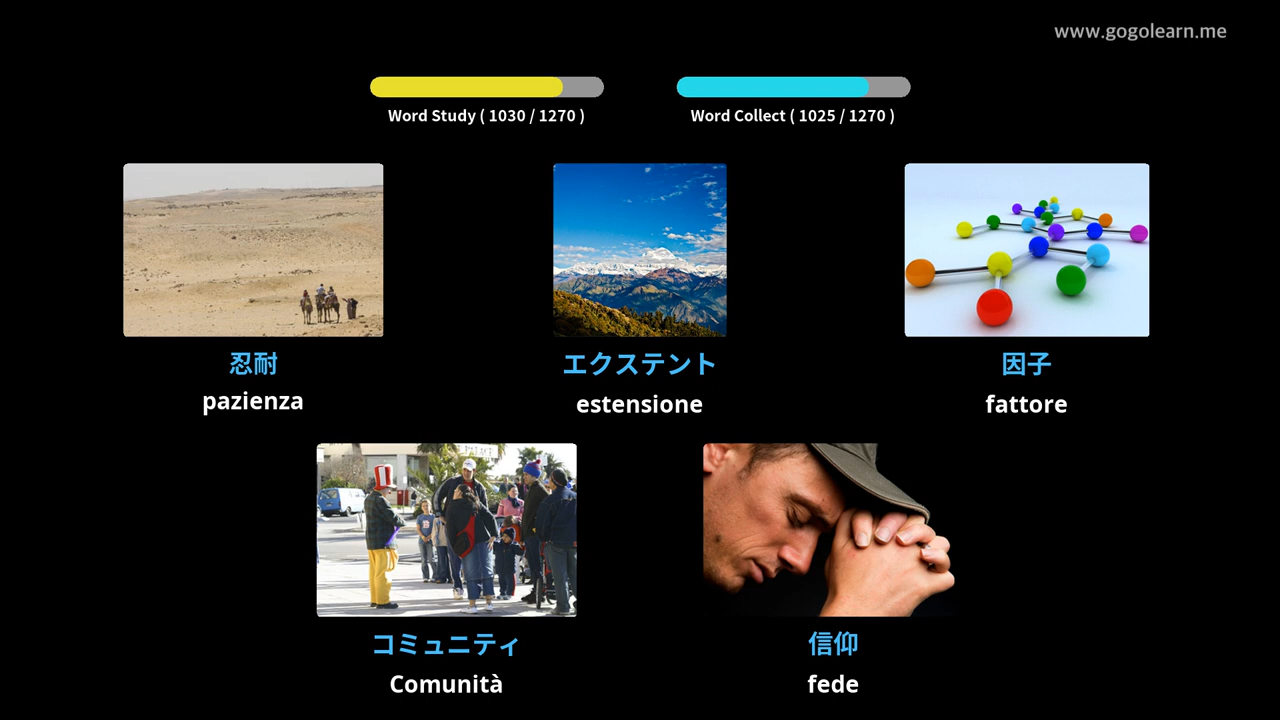 www.gogolearn.me
Word Study ( 1030 / 1270 )
Word Collect ( 1025 / 1270 )
忍耐
エクステント
因子
pazienza
estensione
fattore
コミュニティ
信仰
Comunità
fede